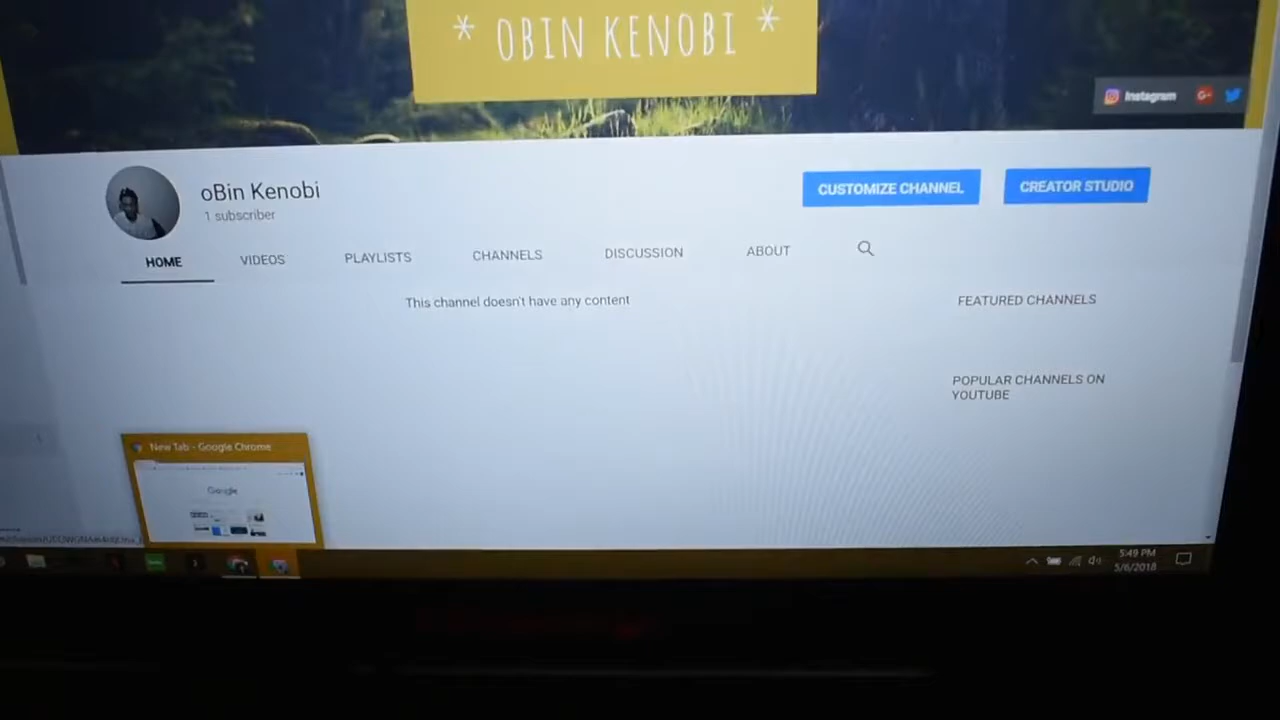 * OBIN KENOBI *
Instagram
oBin Kenobi
1 subscriber
CUSTOMIZE CHANNEL
CREATOR STUDIO
HOME
VIDEOS
PLAYLISTS
CHANNELS
DISCUSSION
ABOUT
This channel doesn't have any content
FEATURED CHANNELS
POPULAR CHANNELS ON
YOUTUBE
New Tab - Google Chrome
Google
5:49 PM
5/6/2018